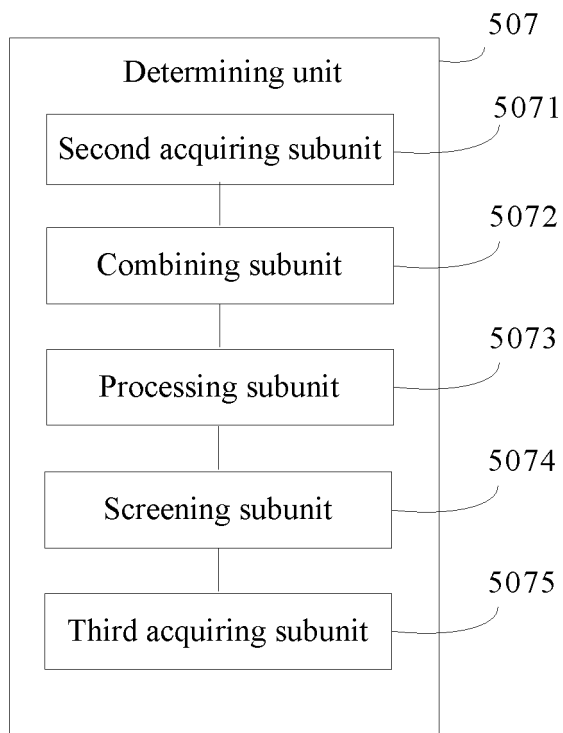 507
Determining unit
5071
Second acquiring subunit
5072
Combining subunit
5073
Processing subunit
5074
Screening subunit
5075
Third acquiring subunit